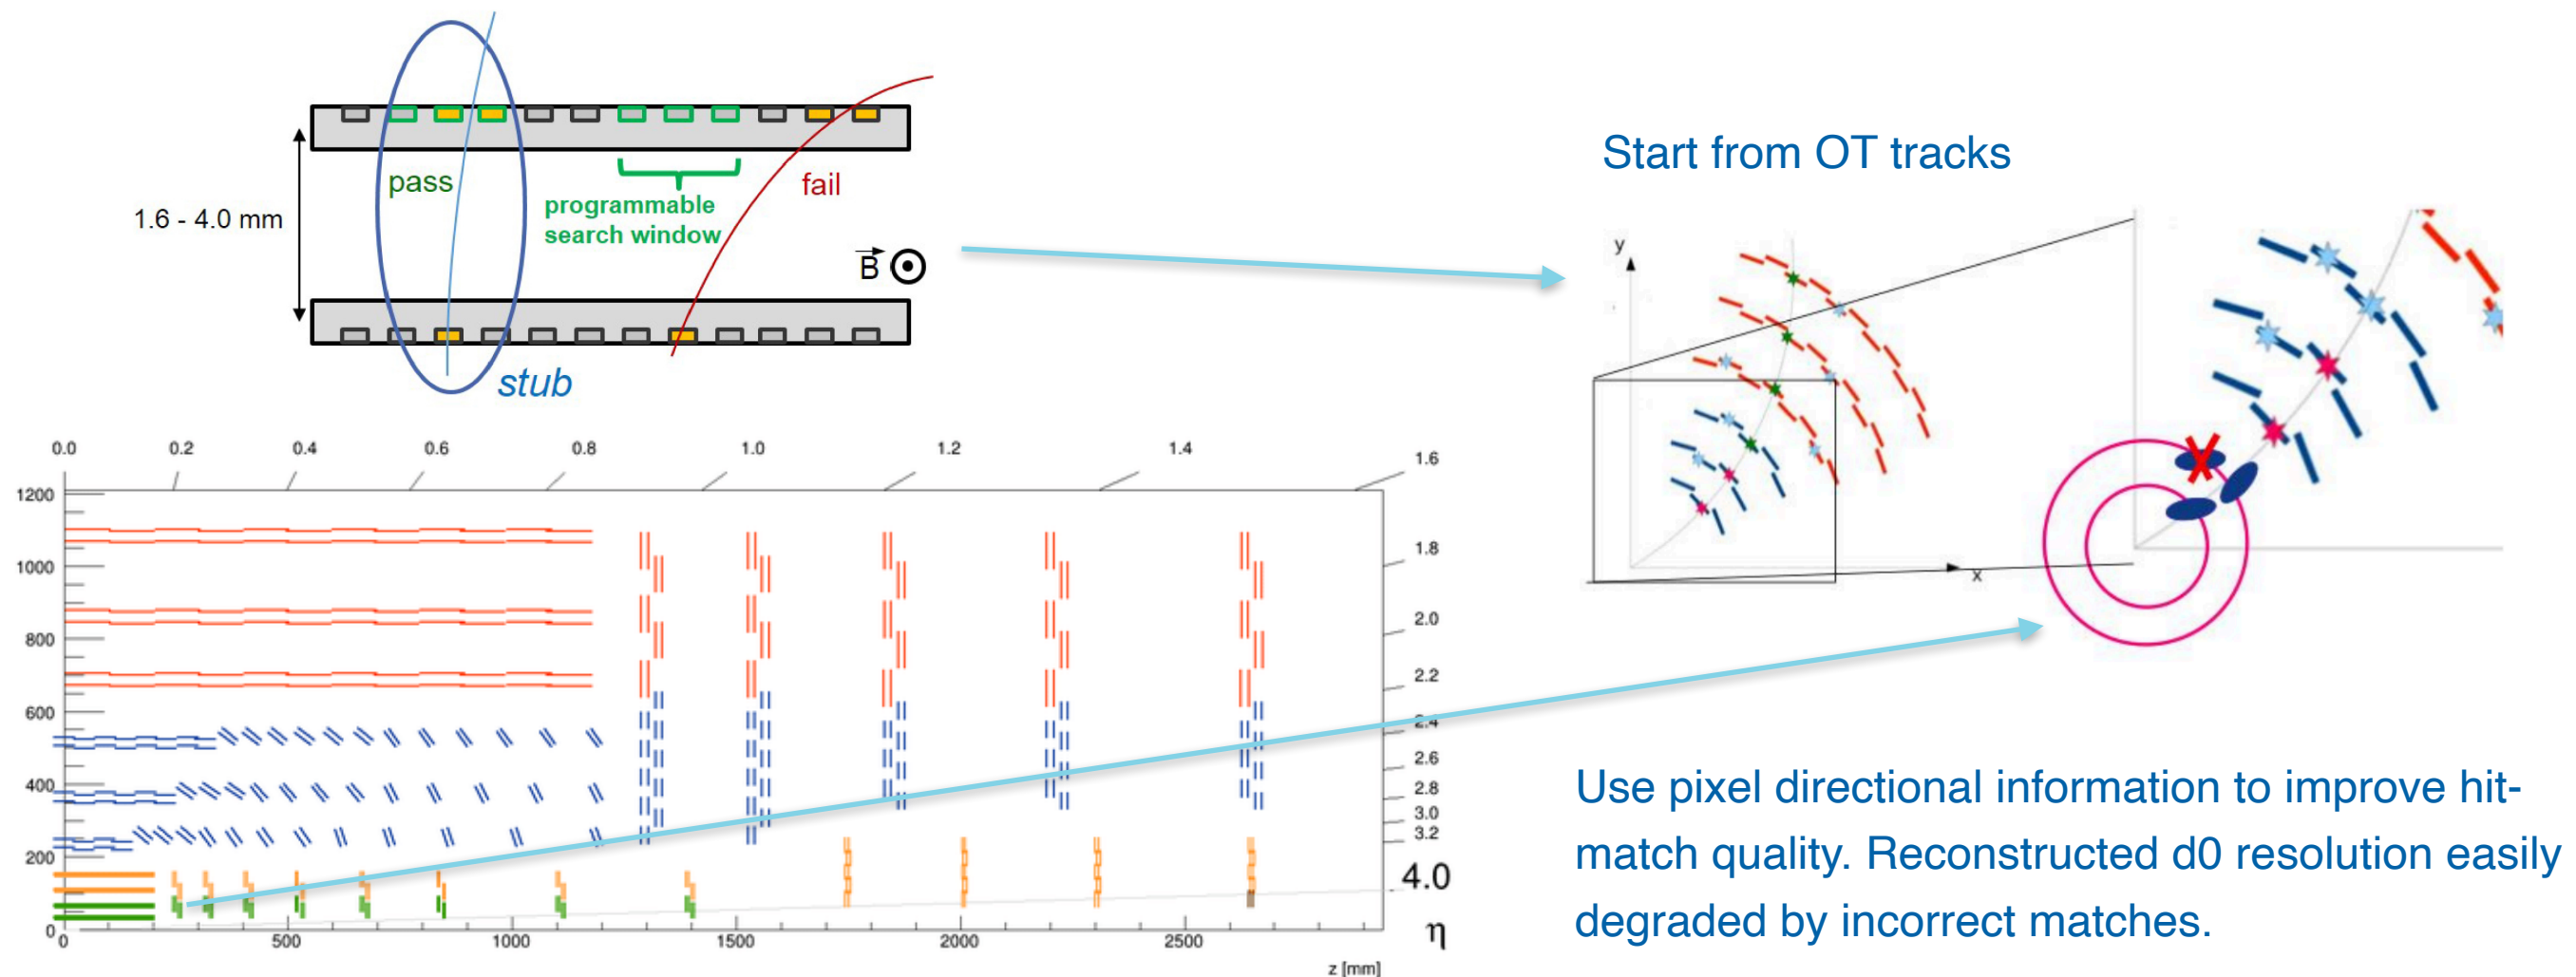 pass
fail
1.6 - 4.0 mm
programmable
search window
B
stub
Start from OT tracks
y
x
0.0 0.2 0.4 0.6 0.8 1.0 1.2 1.4 1.6
1200
1.8
1000
2.0
800
2.2
600
2.4
2.6
400
2.8
3.0
3.2
200
4.0
0
0 500 1000 1500 2000 2500
η
z [mm]
Use pixel directional information to improve hit-
match quality. Reconstructed d0 resolution easily
degraded by incorrect matches.